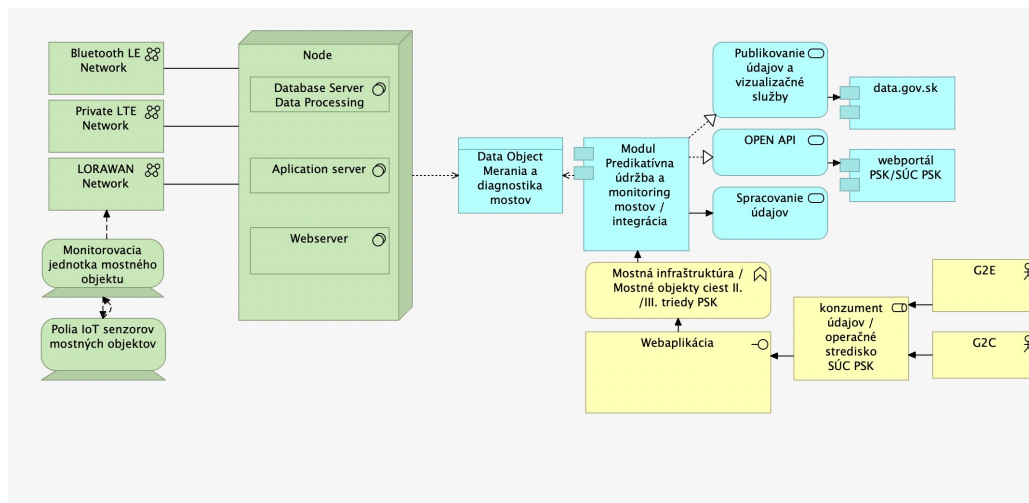 Bluetooth LE
Network
Private LTE
Network
LORAWAN
Network
Monitorovacia
jednotka mostného
objektu
Polia IoT senzorov
mostných objektov
Node
Database Server
Data Processing
Aplication server
Webserver
Data Object
Merania a
diagnostika
mostov
Modul
Predikatívna
údržba a
monitoring
mostov /
integrácia
Publikovanie
údajov a
vizualizačné
služby
OPEN API
Spracovanie
údajov
data.gov.sk
webportál
PSK/SÚC PSK
Mostná infraštruktúra /
Mostné objekty ciest II.
/III. triedy PSK
Webaplikácia
konzument
údajov /
operačné
stredisko
SÚC PSK
G2E
G2C